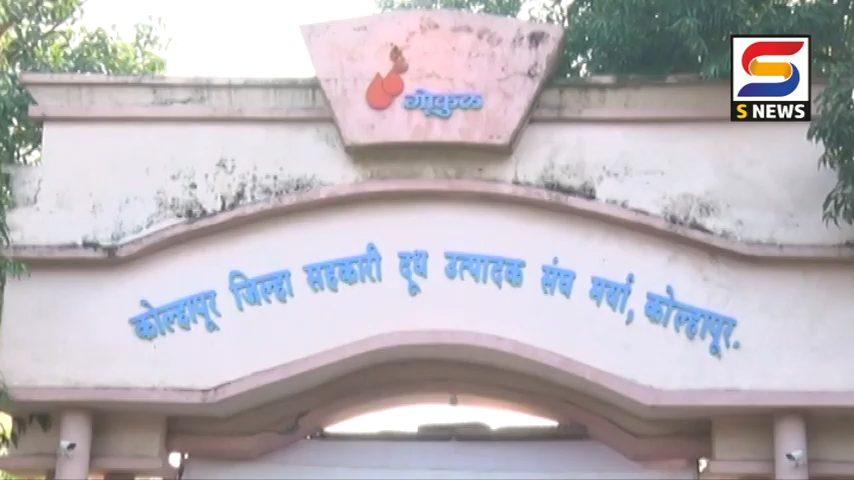 S NEWS
गोकुळ
कोल्हापूर जिल्हा सहकारी दूध उत्पादक संघ मर्या, कोल्हापूर.